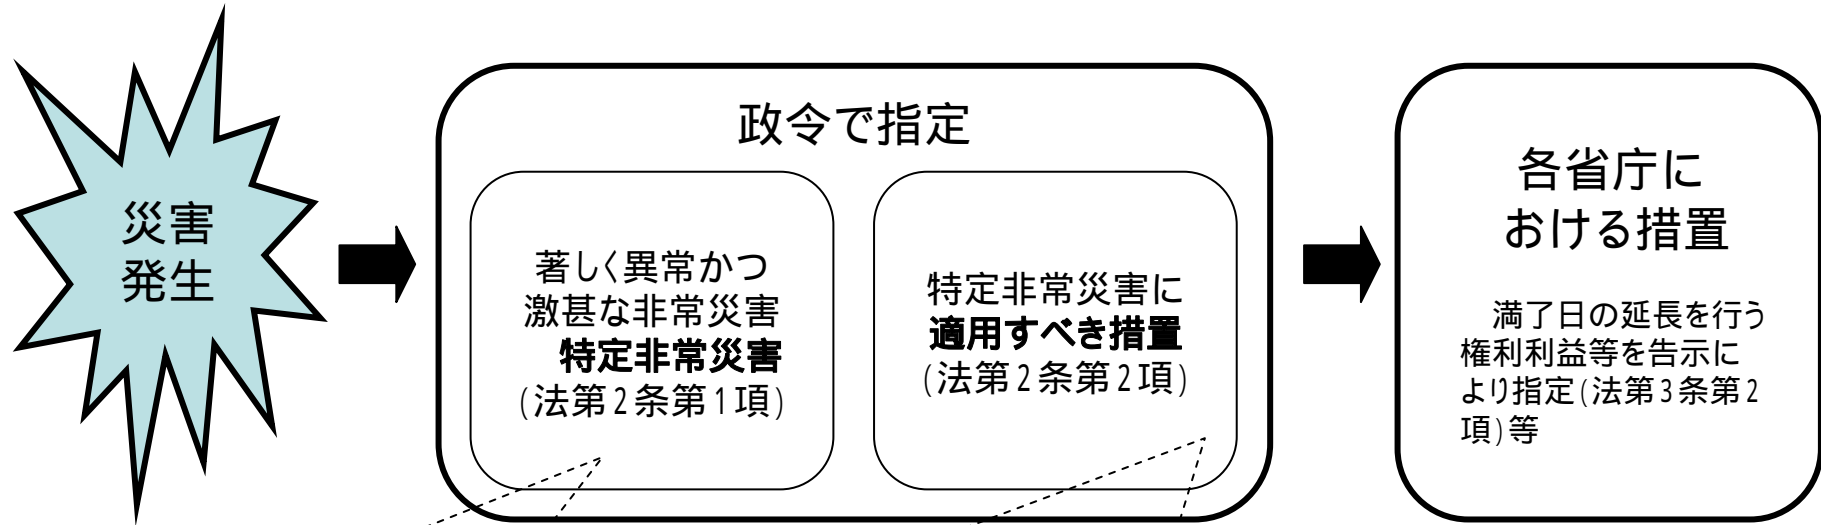 災害
発生
政令で指定
著しく異常かつ
激甚な非常災害
特定非常災害
(法第2条第1項)
特定非常災害に
適用すべき措置
(法第2条第2項)
各省庁に
おける措置
満了日の延長を行う
権利利益等を告示に
より指定(法第3条第2
項)等